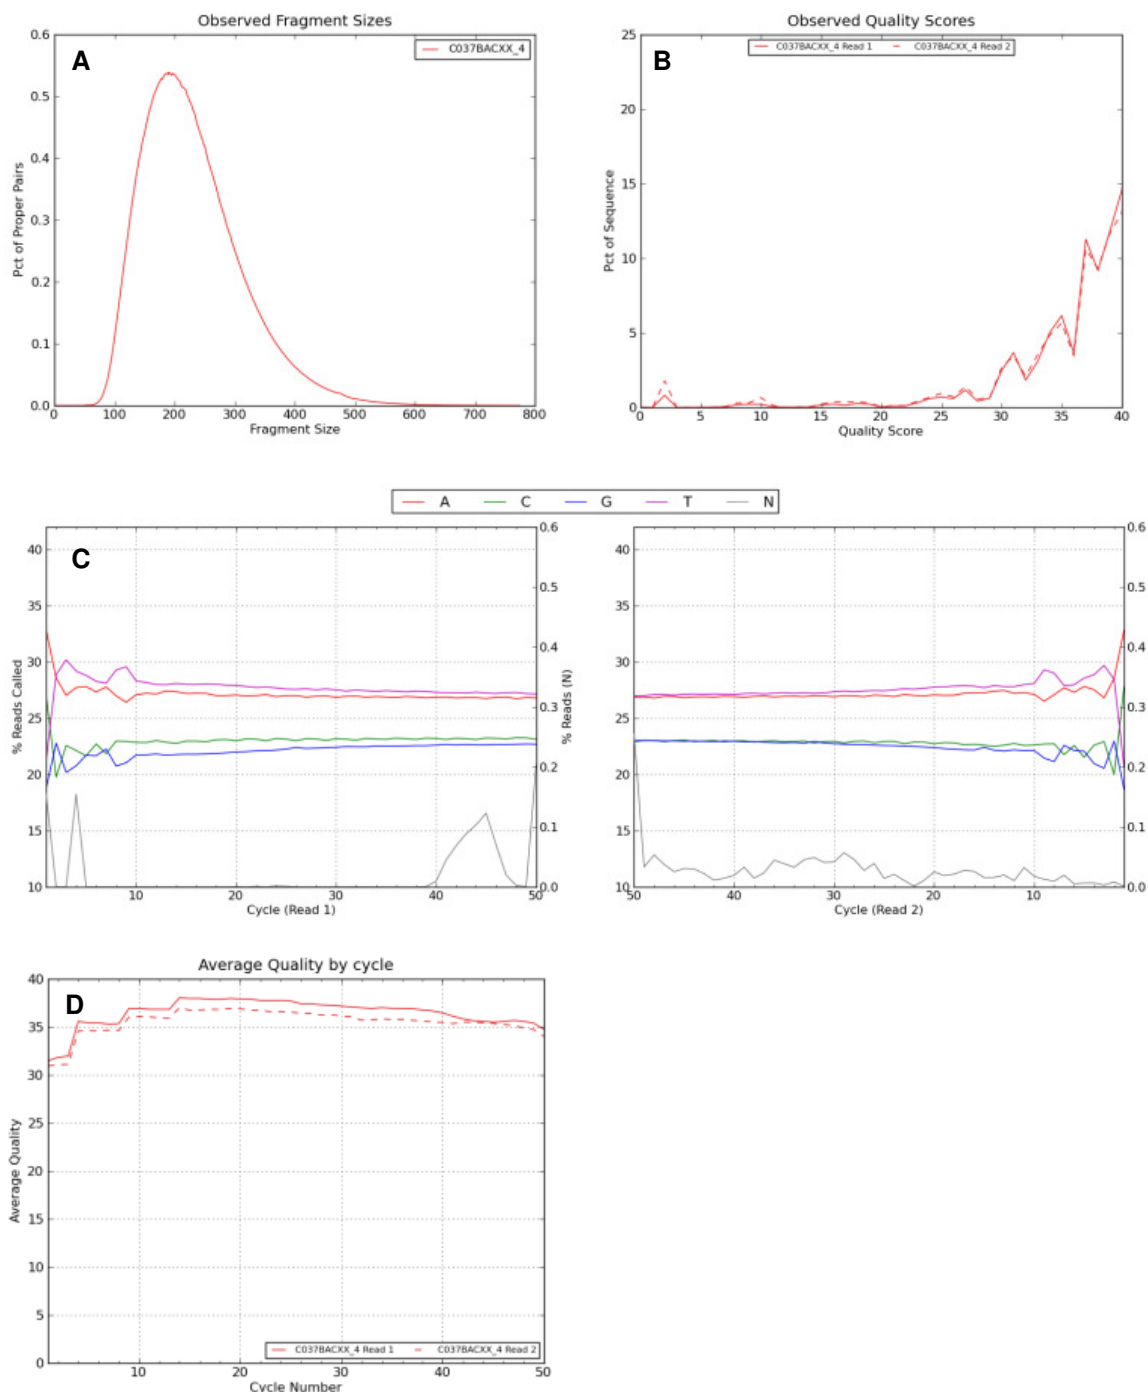 Observed Fragment Sizes
A
C037BACXX_4
Pct of Proper Pairs
0.6
0.5
0.4
0.3
0.2
0.1
0.0
0 100 200 300 400 500 600 700 800
Fragment Size
Observed Quality Scores
B
C037BACXX_4 Read 1 C037BACXX_4 Read 2
Pct of Sequence
25
20
15
10
5
0
0 5 10 15 20 25 30 35 40
Quality Score
A C G T N
C
% Reads Called
40
35
30
25
20
15
10
10 20 30 40 50
Cycle (Read 1)
0.6
0.5
0.4
0.3
0.2
0.1
0.0
% Reads (N)
40
35
30
25
20
15
10
50 40 30 20 10
Cycle (Read 2)
0.6
0.5
0.4
0.3
0.2
0.1
0.0
Average Quality by cycle
D
Average Quality
40
35
30
25
20
15
10
5
0
10 20 30 40 50
C037BACXX_4 Read 1 C037BACXX_4 Read 2
Cycle Number